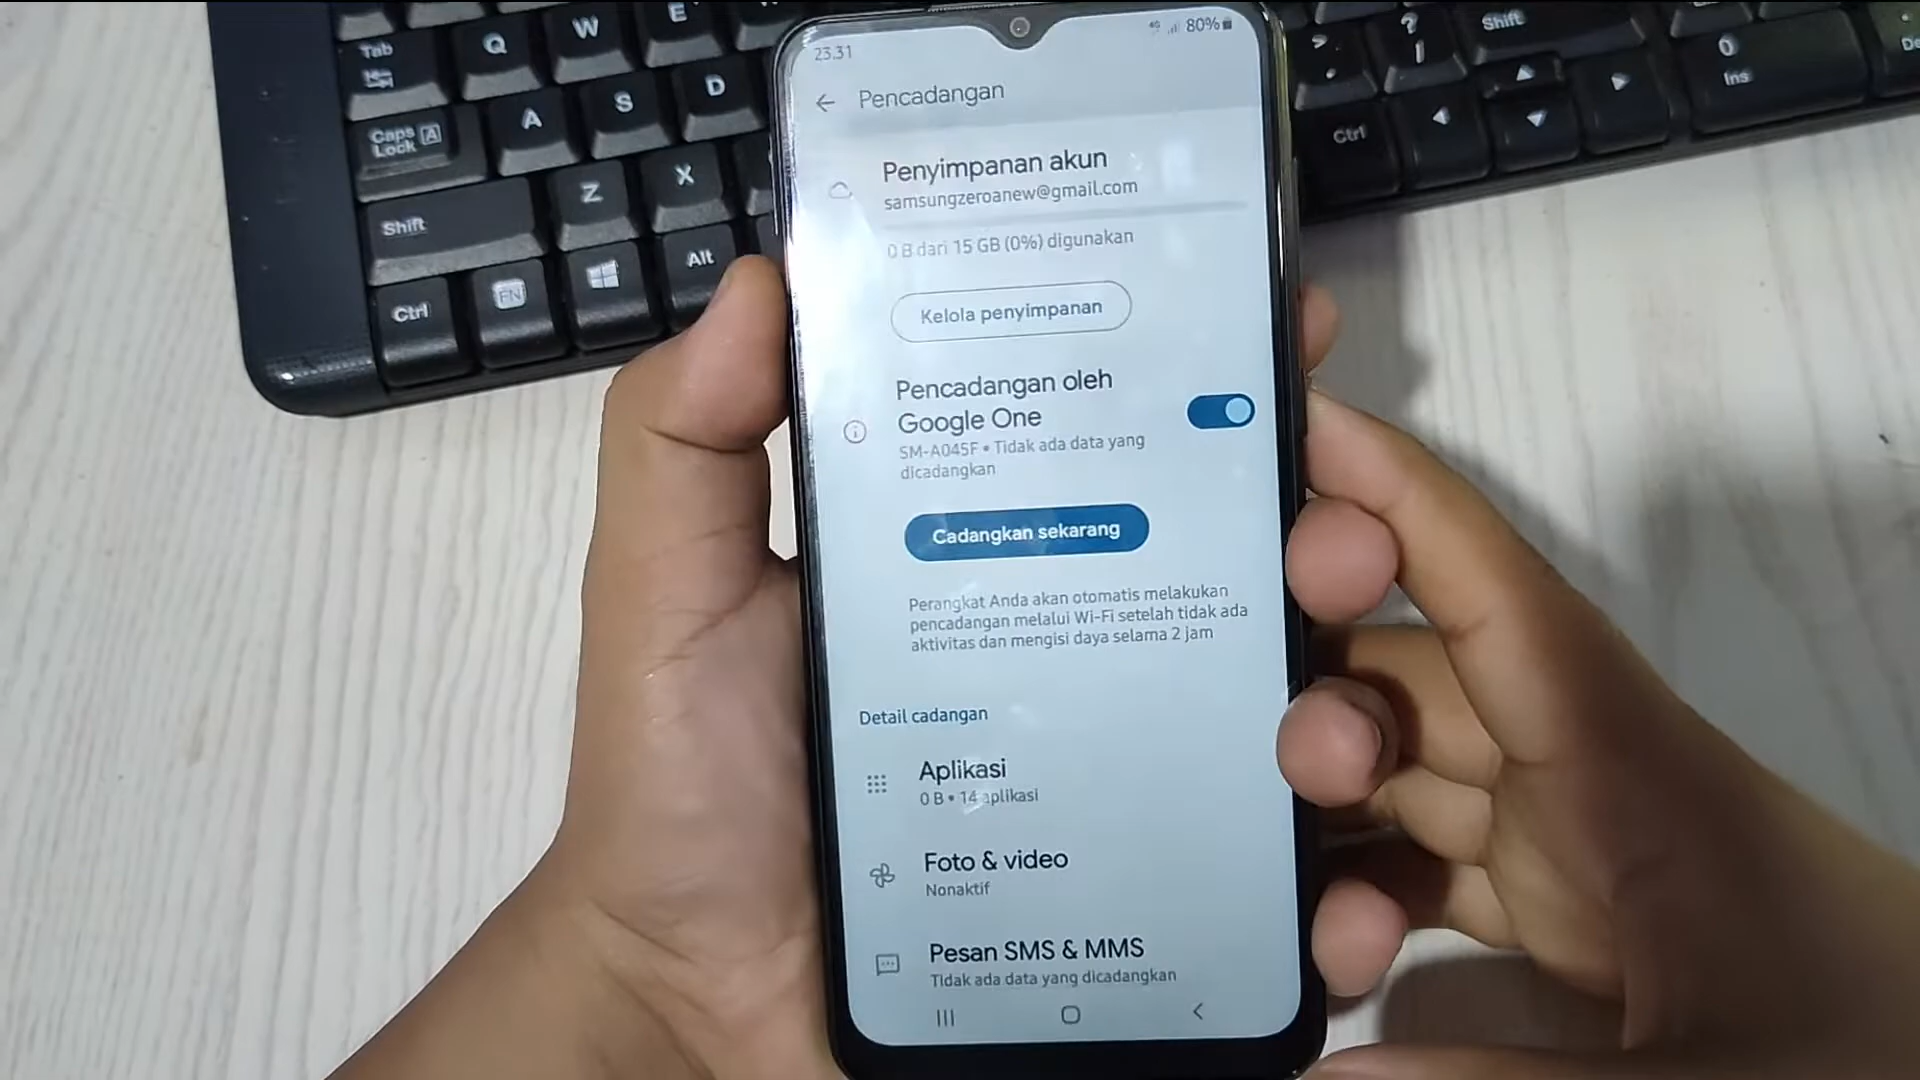 Tab
Q
W
E
Caps
Lock
A
A
S
D
Shift
Z
X
Ctrl
FN
Alt
>
.
?
Shift
Ctrl
0
Ins
De
23.31
4G
80%
Pencadangan
Penyimpanan akun
samsungzeroanew@gmail.com
0 B dari 15 GB (0%) digunakan
Kelola penyimpanan
Pencadangan oleh
Google One
SM-A045F • Tidak ada data yang
dicadangkan
Cadangkan sekarang
Perangkat Anda akan otomatis melakukan
pencadangan melalui Wi-Fi setelah tidak ada
aktivitas dan mengisi daya selama 2 jam
Detail cadangan
Aplikasi
0 B • 14 aplikasi
Foto & video
Nonaktif
Pesan SMS & MMS
Tidak ada data yang dicadangkan